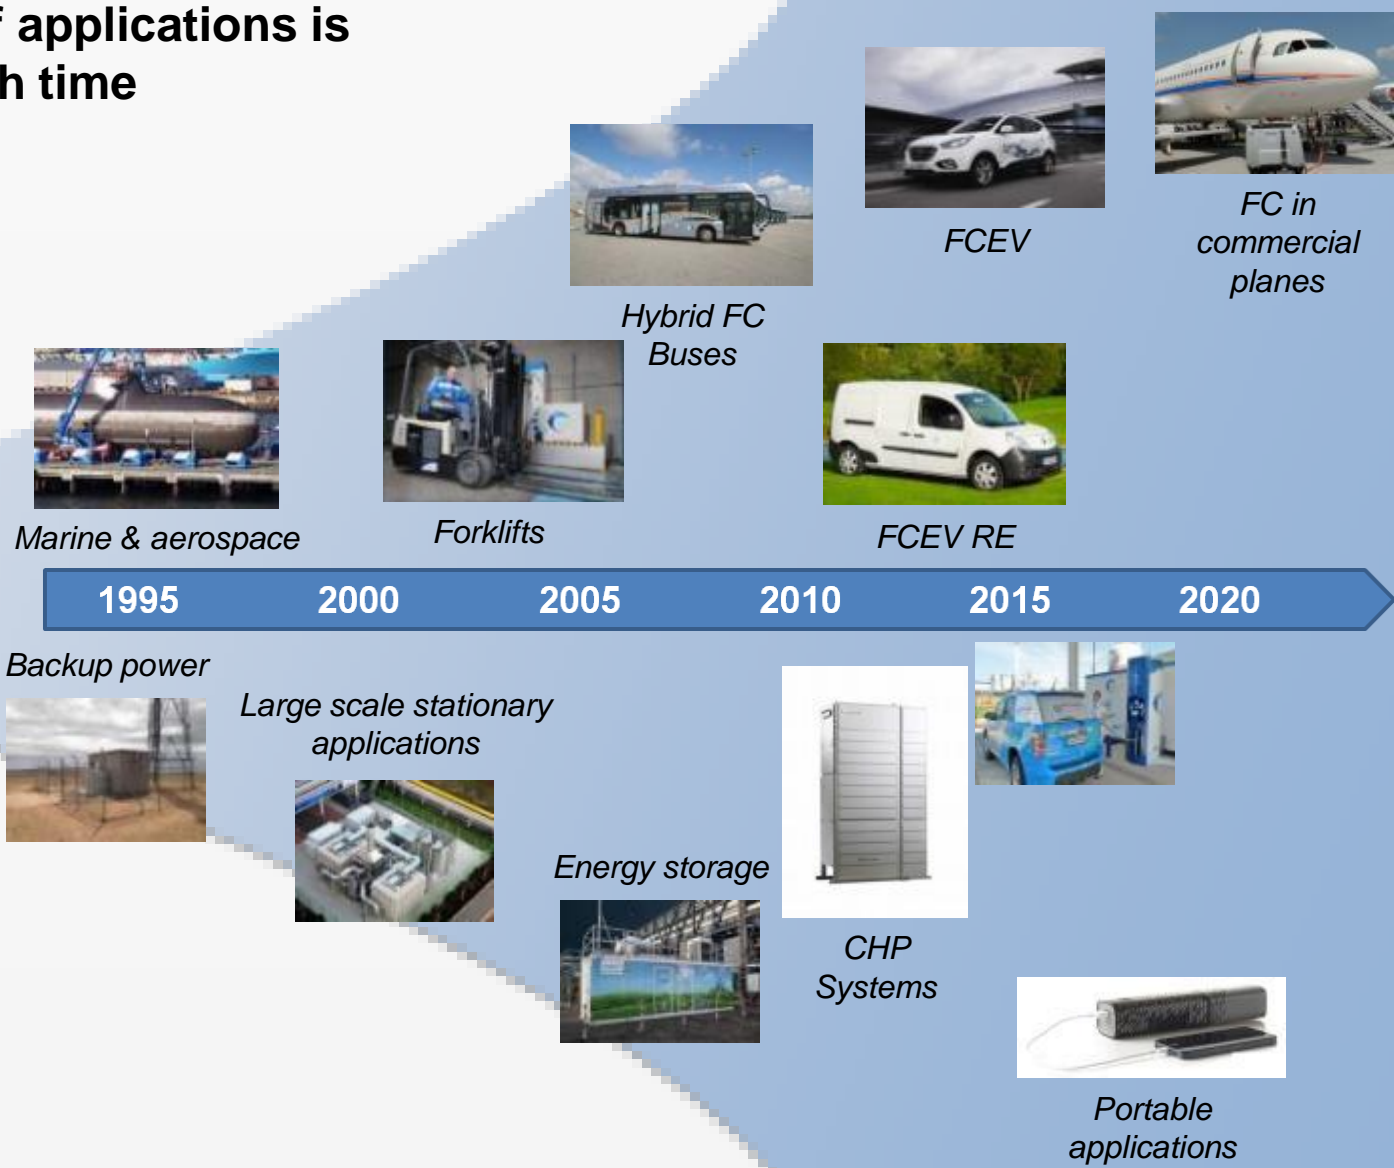 f applications is
h time
FCEV
FC in
commercial
planes
Hybrid FC
Buses
Marine & aerospace
Forklifts
FCEV RE
1995 2000 2005 2010 2015 2020
Backup power
Large scale stationary
applications
Energy storage
CHP
Systems
Portable
applications